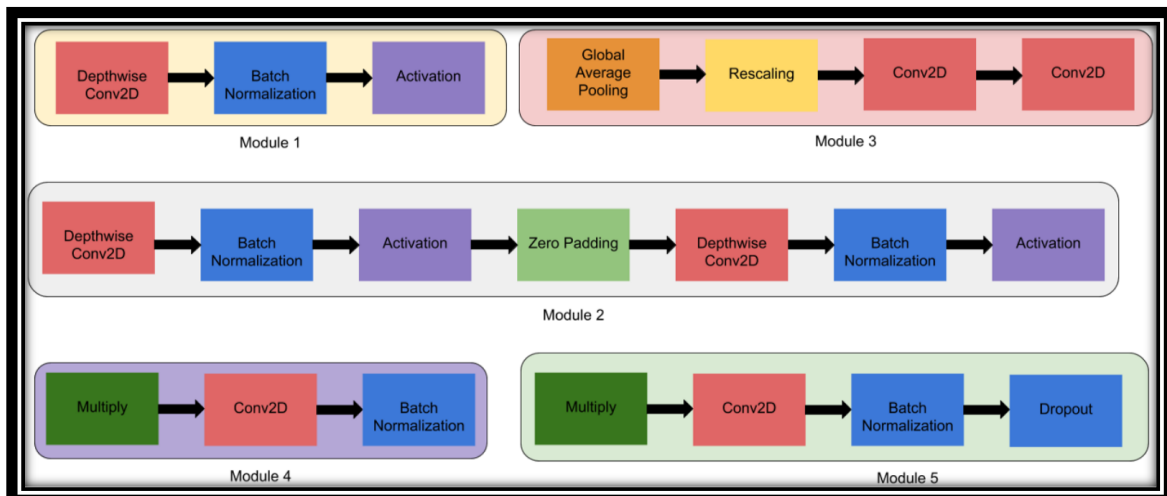 Depthwise
Conv2D
Batch
Normalization
Activation
Module 1
Global
Average
Pooling
Rescaling
Conv2D
Conv2D
Module 3
Depthwise
Conv2D
Batch
Normalization
Activation
Zero Padding
Depthwise
Conv2D
Batch
Normalization
Activation
Module 2
Multiply
Conv2D
Batch
Normalization
Module 4
Multiply
Conv2D
Batch
Normalization
Dropout
Module 5